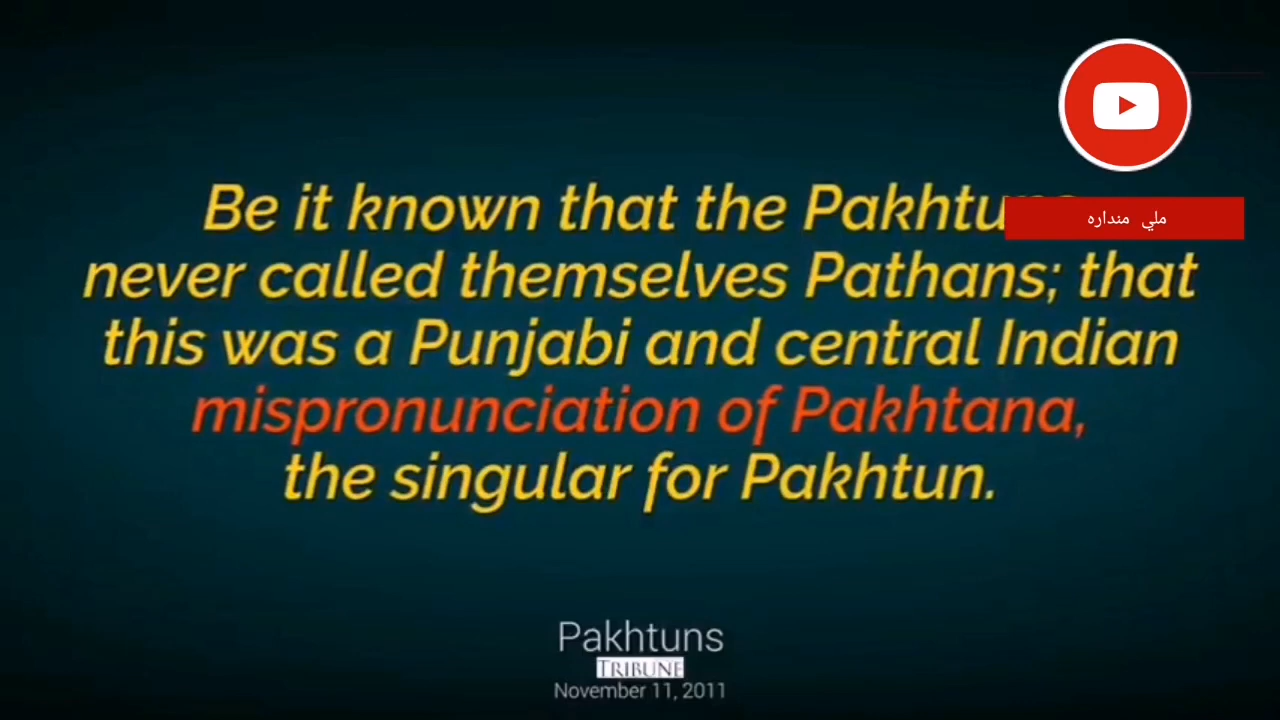 Be it known that the
ملي منداره
never called themselves Pathans; that
this was a Punjabi and central Indian
mispronunciation of Pakhtana,
the singular for Pakhtun.
Pakhtuns
TRIBUNE
November 11, 2011